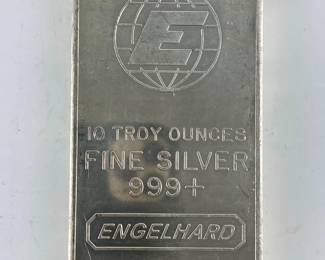 E
10 TROY OUNCES
FINE SILVER
999+
ENGELHARD